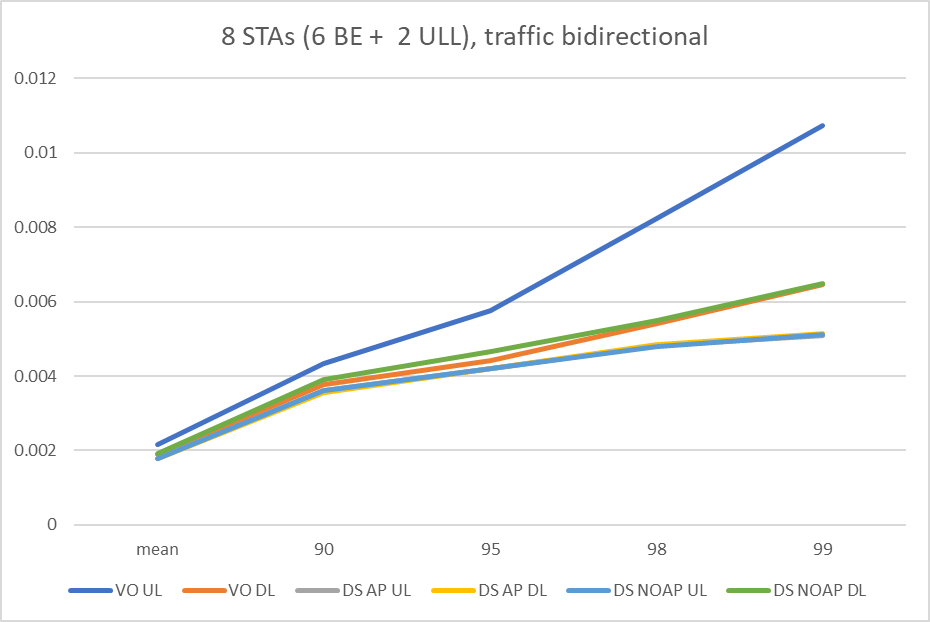 8 STAs (6 BE + 2 ULL), traffic bidirectional
0.012
0.01
0.008
0.006
0.004
0.002
0
mean 90 95 98 99
VO UL VO DL DS AP UL DS AP DL DS NOAP UL DS NOAP DL